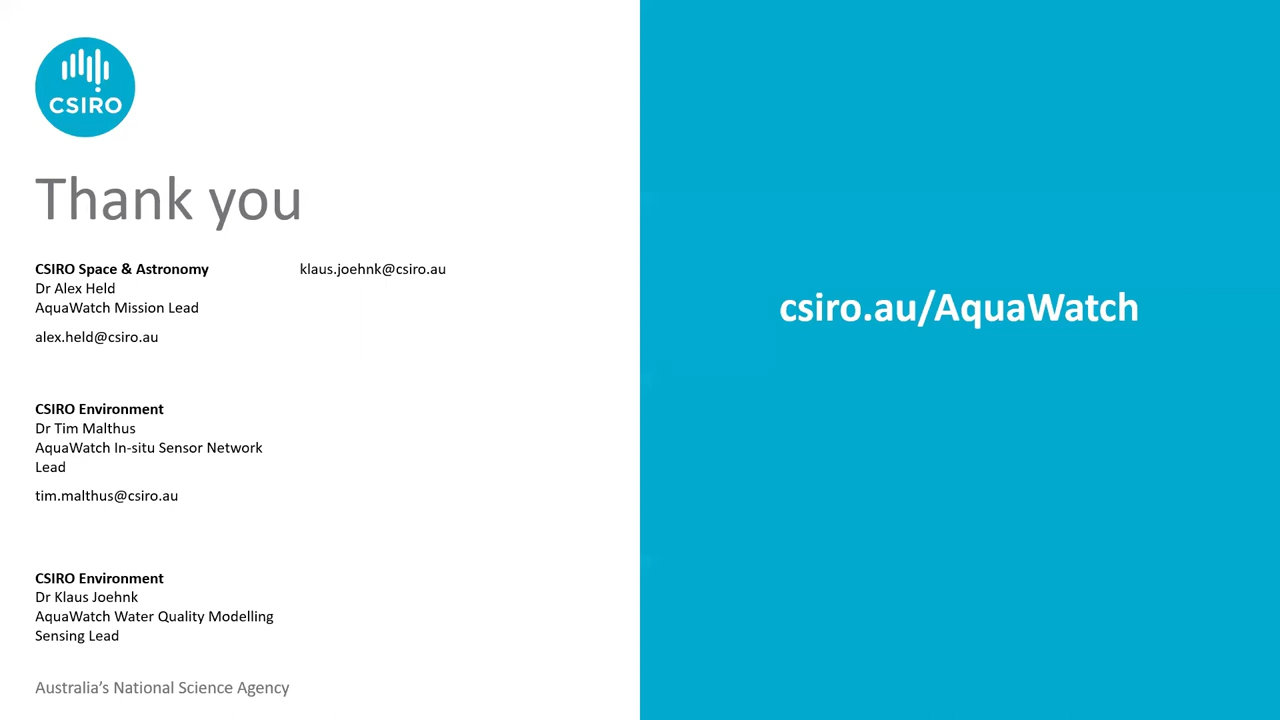 CSIRO
Thank you
CSIRO Space & Astronomy
Dr Alex Held
AquaWatch Mission Lead
alex.held@csiro.au
CSIRO Environment
Dr Tim Malthus
AquaWatch In-situ Sensor Network
Lead
tim.malthus@csiro.au
CSIRO Environment
Dr Klaus Joehnk
AquaWatch Water Quality Modelling
Sensing Lead
klaus.joehnk@csiro.au
Australia’s National Science Agency
csiro.au/AquaWatch